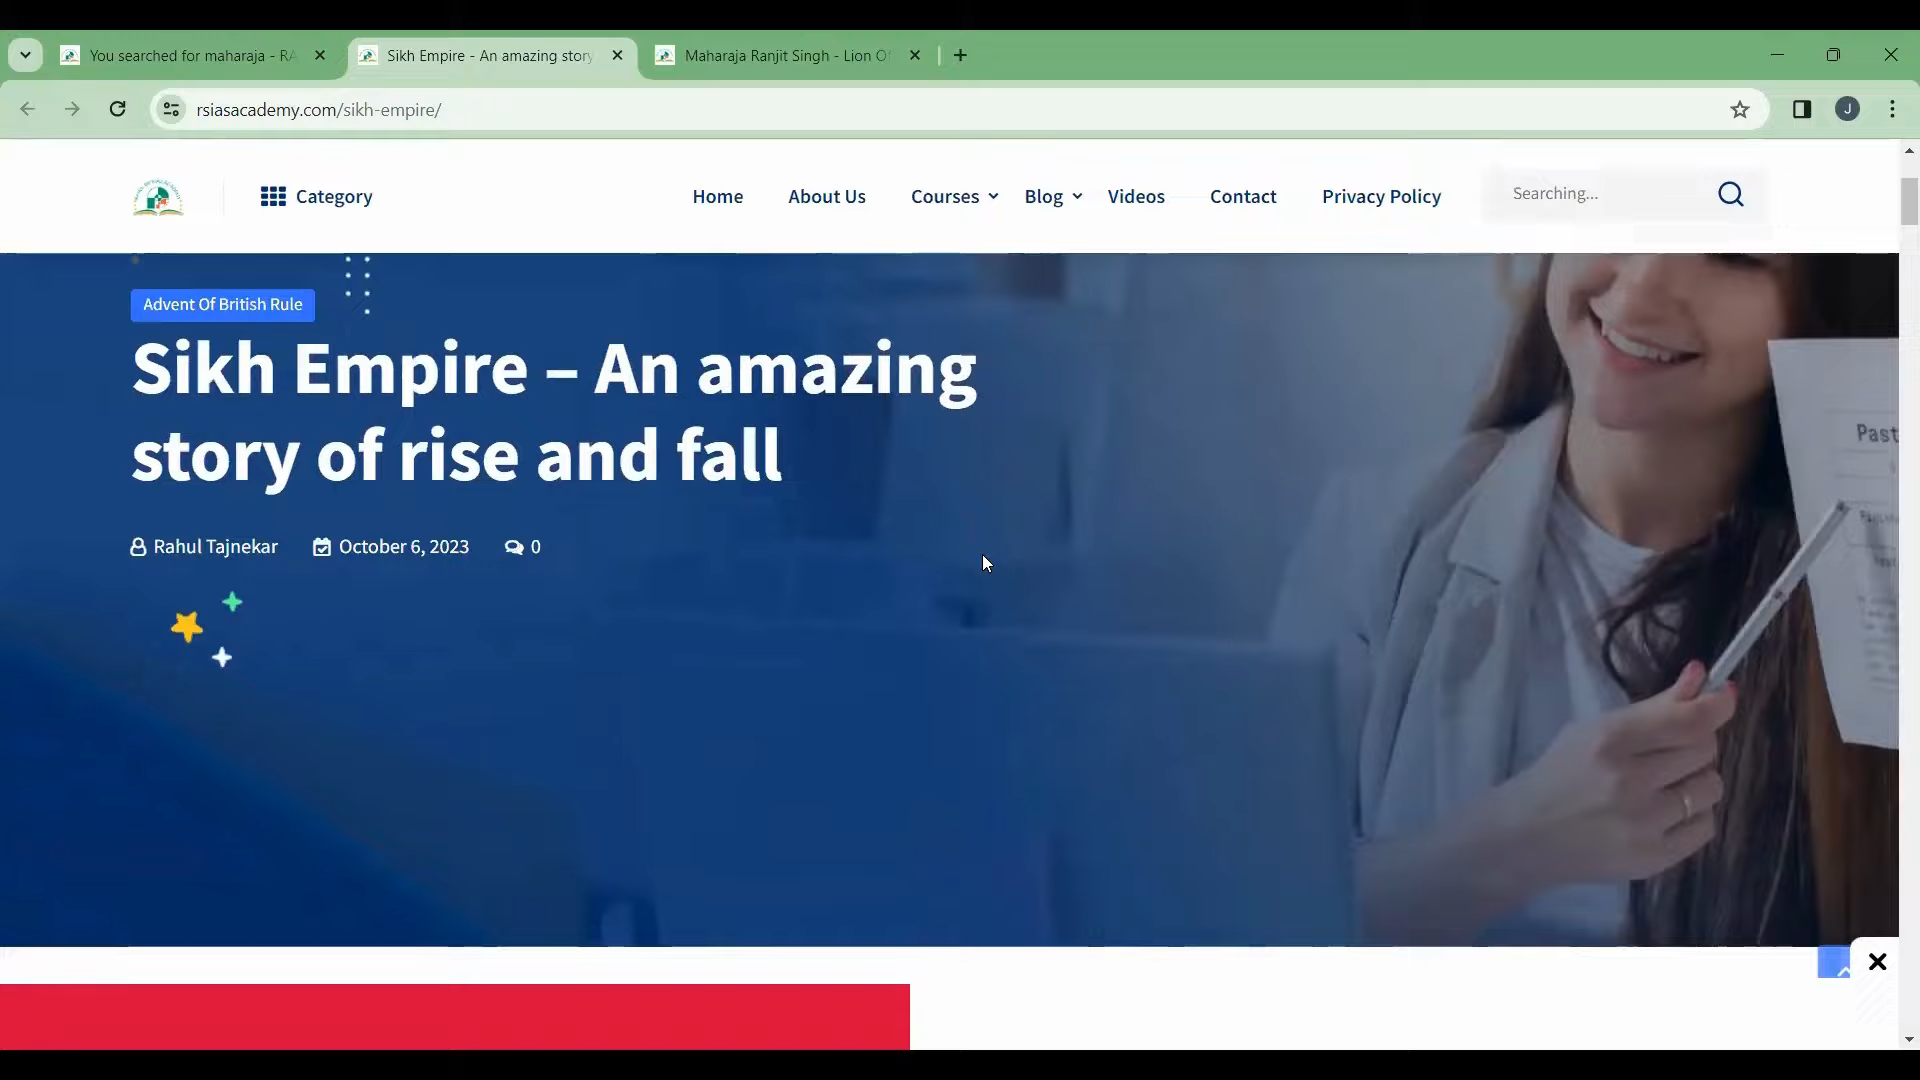 You searched for maharaja - RA
Sikh Empire - An amazing story
Maharaja Ranjit Singh - Lion O
rsiasacademy.com/sikh-empire/
J
Category
Home
About Us
Courses
Blog
Videos
Contact
Privacy Policy
Searching...
Advent Of British Rule
Sikh Empire – An amazing
story of rise and fall
Rahul Tajnekar
October 6, 2023
0
Past